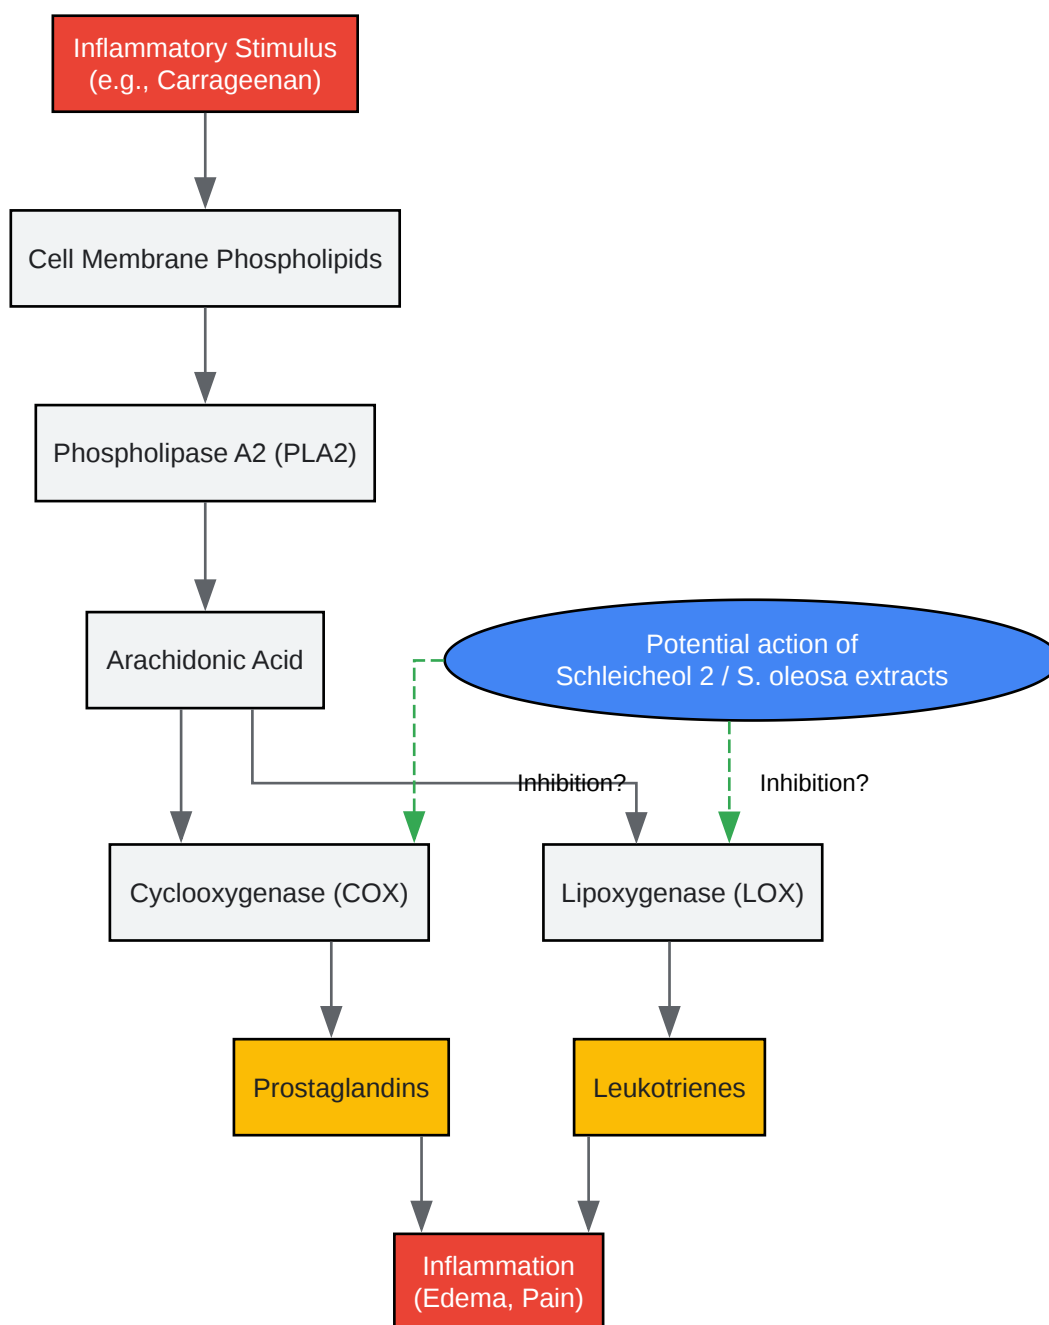 Inflammatory Stimulus
(e.g., Carrageenan)
Cell Membrane Phospholipids
Phospholipase A2 (PLA2)
Arachidonic Acid
Potential action of
Schleicheol 2 / S. oleosa extracts
Inhibition?
Inhibition?
Cyclooxygenase (COX)
Lipoxygenase (LOX)
Prostaglandins
Leukotrienes
Inflammation
(Edema, Pain)